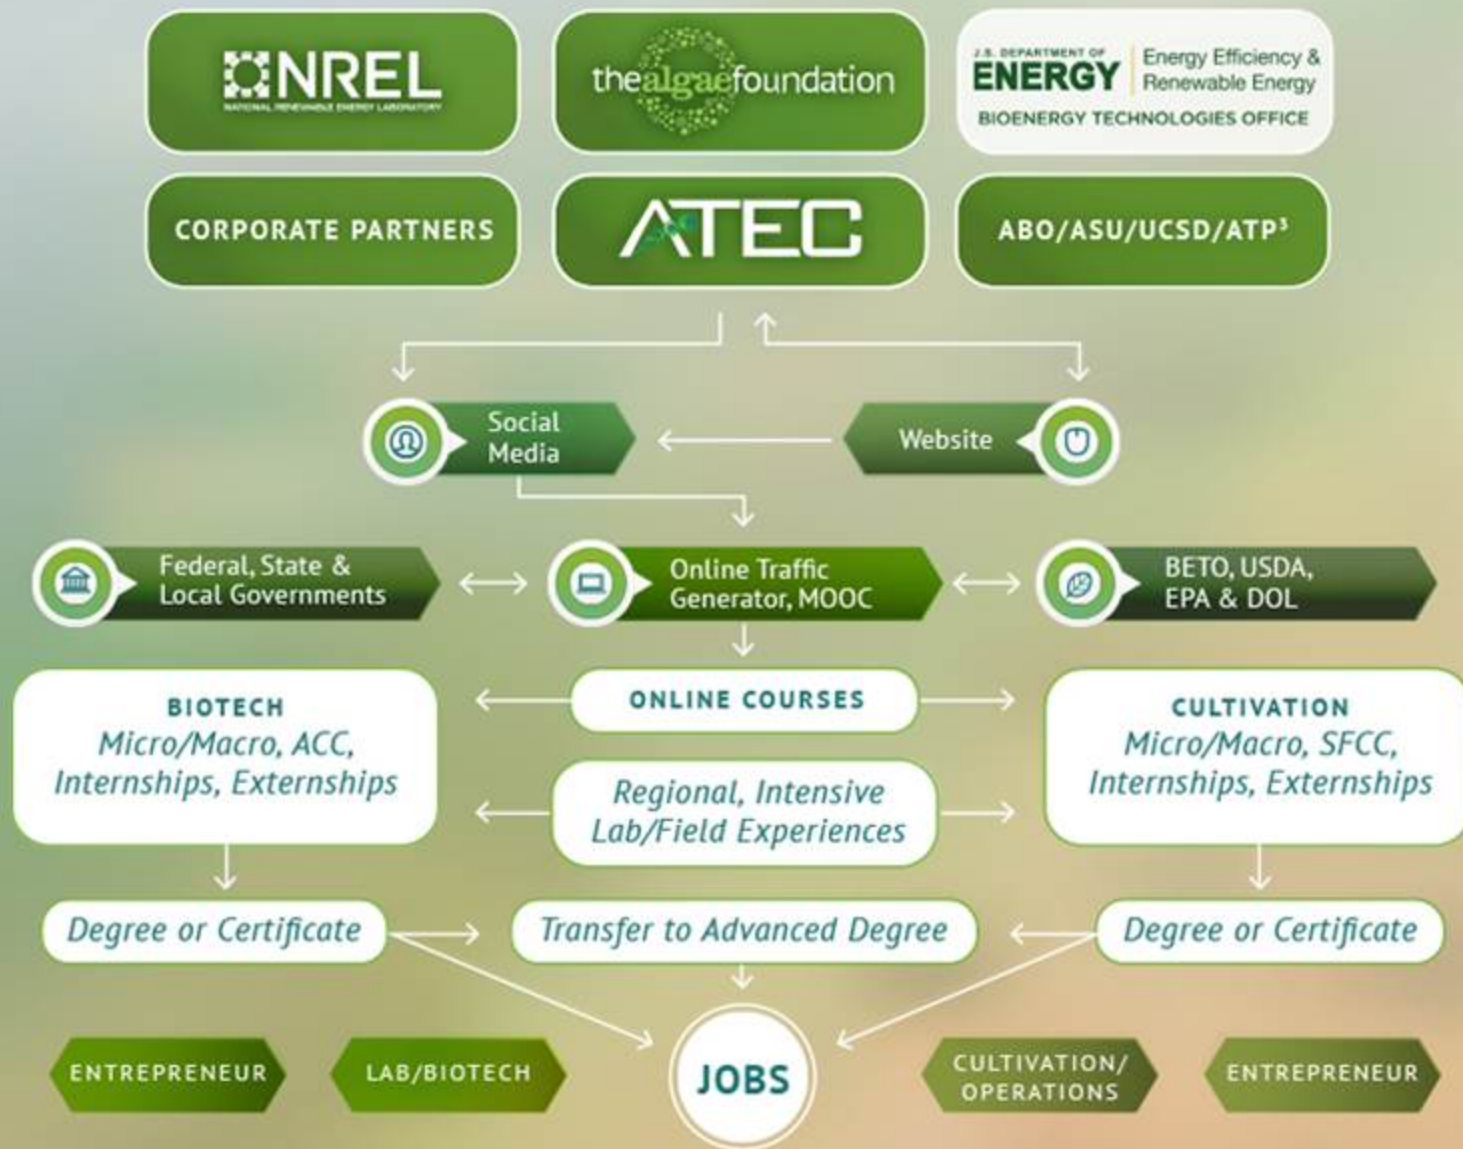 NREL
NATIONAL RENEWABLE ENERGY LABORATORY
thealgaefoundation
U.S. DEPARTMENT OF
ENERGY
Energy Efficiency &
Renewable Energy
BIOENERGY TECHNOLOGIES OFFICE
CORPORATE PARTNERS
ATEC
ABO/ASU/UCSD/ATP³
Social
Media
Website
Federal, State &
Local Governments
Online Traffic
Generator, MOOC
BETO, USDA,
EPA & DOL
BIOTECH
Micro/Macro, ACC,
Internships, Externships
ONLINE COURSES
Regional, Intensive
Lab/Field Experiences
CULTIVATION
Micro/Macro, SFCC,
Internships, Externships
Degree or Certificate
Transfer to Advanced Degree
Degree or Certificate
ENTREPRENEUR
LAB/BIOTECH
JOBS
CULTIVATION/
OPERATIONS
ENTREPRENEUR